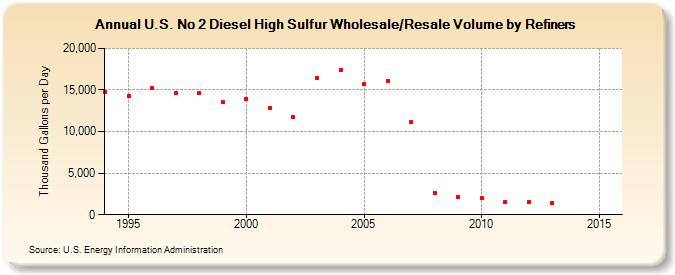 Annual U.S. No 2 Diesel High Sulfur Wholesale/Resale Volume by Refiners
Thousand Gallons per Day
20,000
15,000
10,000
5,000
0
1995 2000 2005 2010 2015
Source: U.S. Energy Information Administration